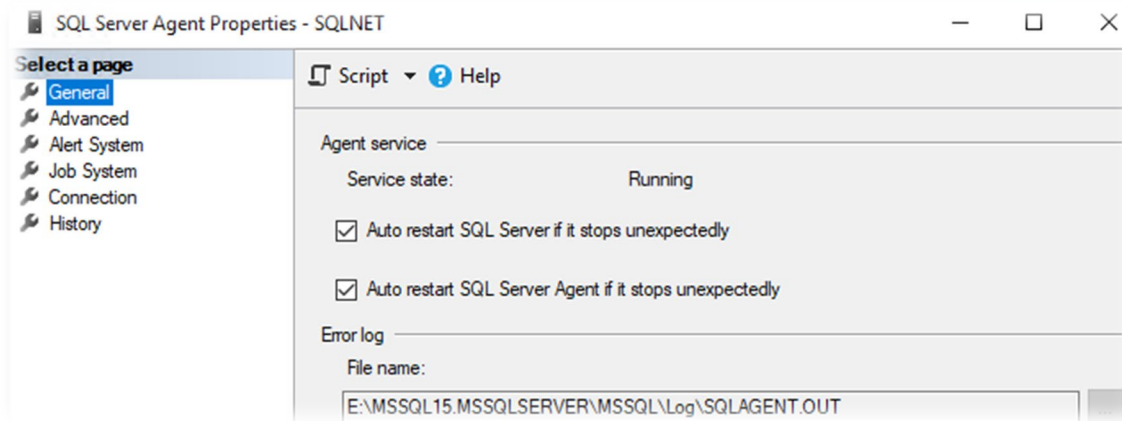 SQL Server Agent Properties - SQLNET
Select a page
General
Advanced
Alert System
Job System
Connection
History
Script
Help
Agent service
Service state: Running
Auto restart SQL Server if it stops unexpectedly
Auto restart SQL Server Agent if it stops unexpectedly
Error log
File name:
E:\MSSQL15.MSSQLSERVER\MSSQL\Log\SQLAGENT.OUT
...